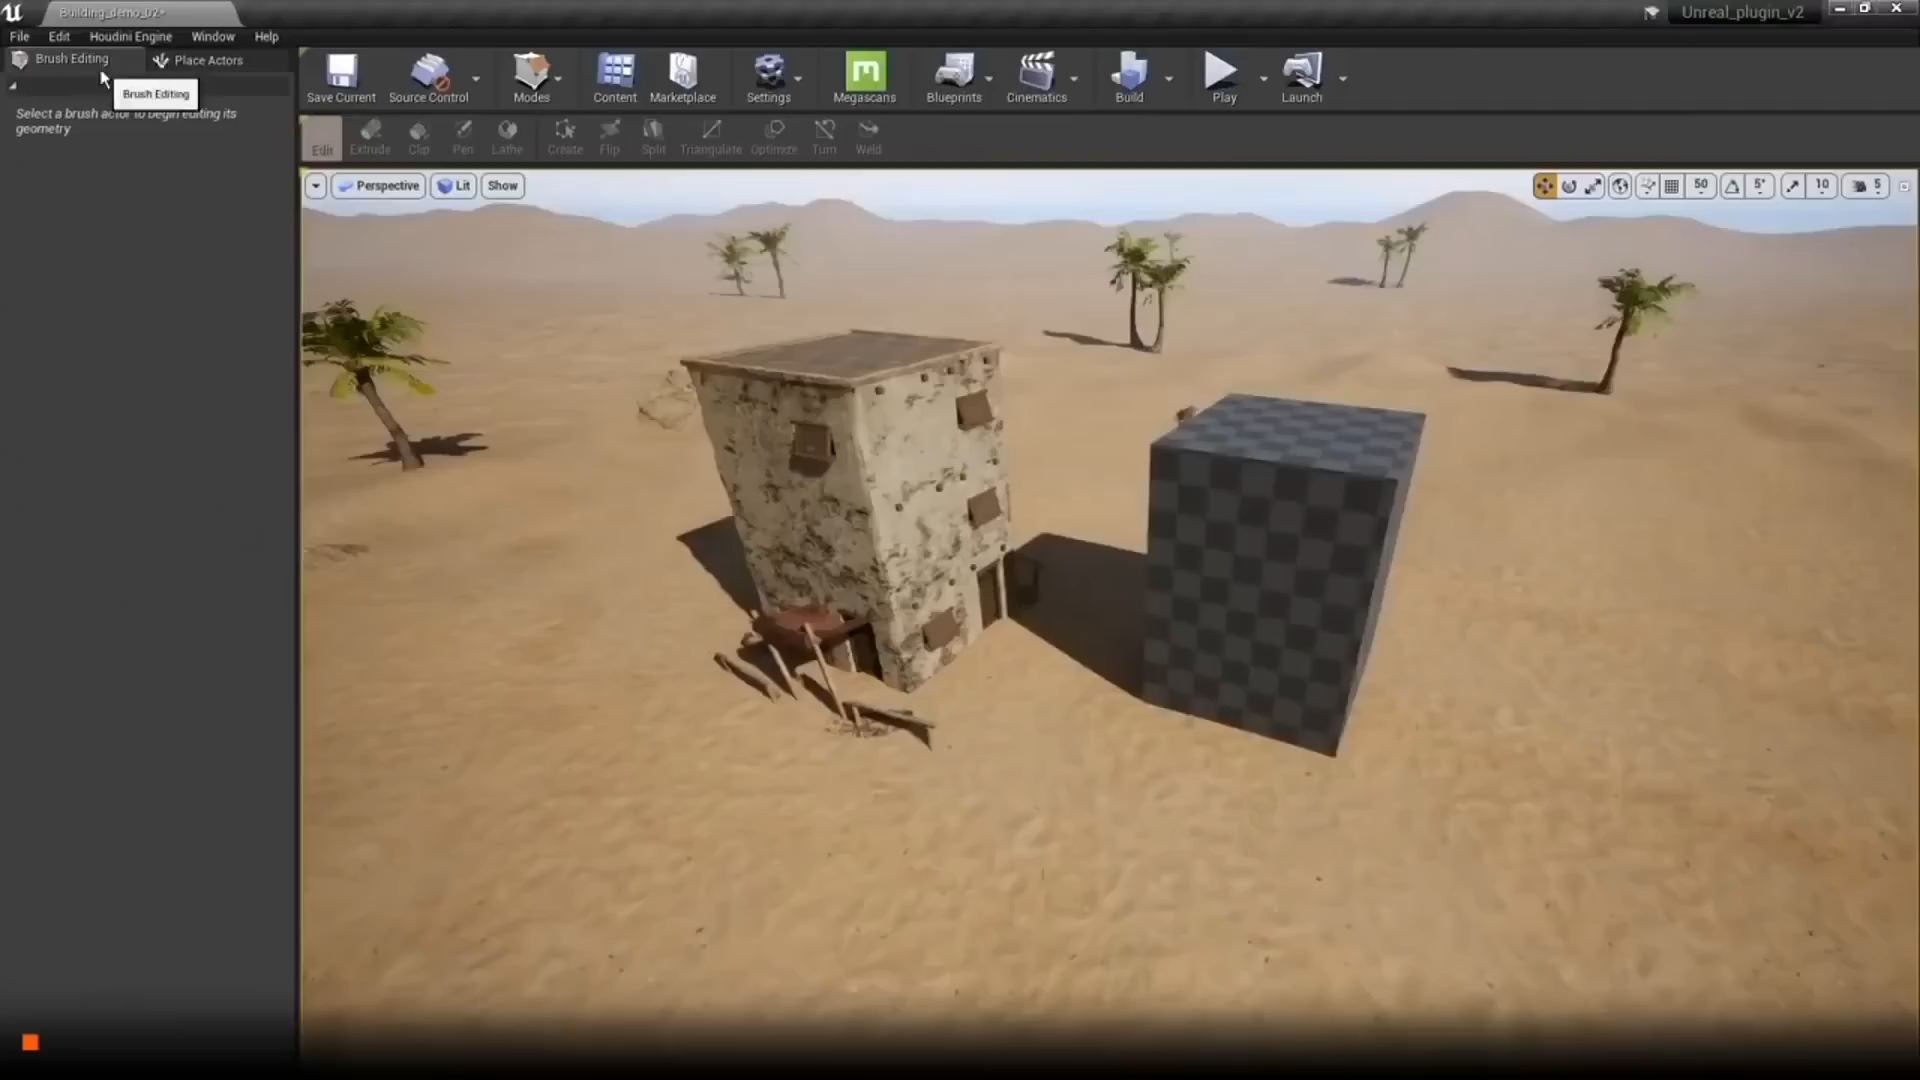 Building_demo_02*
Unreal_plugin_v2
File Edit Houdini Engine Window Help
Brush Editing Place Actors
Brush Editing
Select a brush actor to begin editing its
geometry
Save Current Source Control Modes Content Marketplace Settings Megascans Blueprints Cinematics Build Play Launch
Edit Extrude Clip Pen Lathe Create Flip Split Triangulate Optimize Turn Weld
Perspective Lit Show 50 5° 10 5